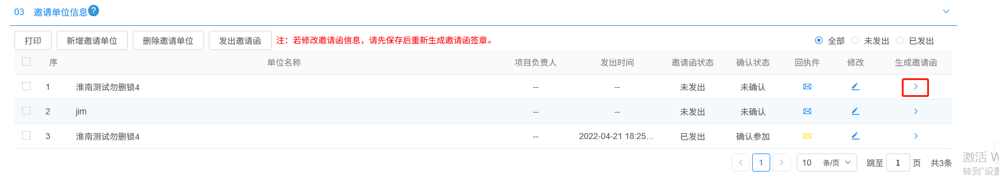 03 邀请单位信息?
打印 新增邀请单位 删除邀请单位 发出邀请函 注：若修改邀请函信息，请先保存后重新生成邀请函签章。 全部 未发出 已发出
序 单位名称 项目负责人 发出时间 邀请函状态 确认状态 回执件 修改 生成邀请函
1 淮南测试勿删锁4 -- -- 未发出 未确认
2 jim -- -- 未发出 未确认
3 淮南测试勿删锁4 -- 2022-04-21 18:25... 已发出 确认参加
1 10 条/页 跳至 1 页 共3条
激活 W
转到"设置